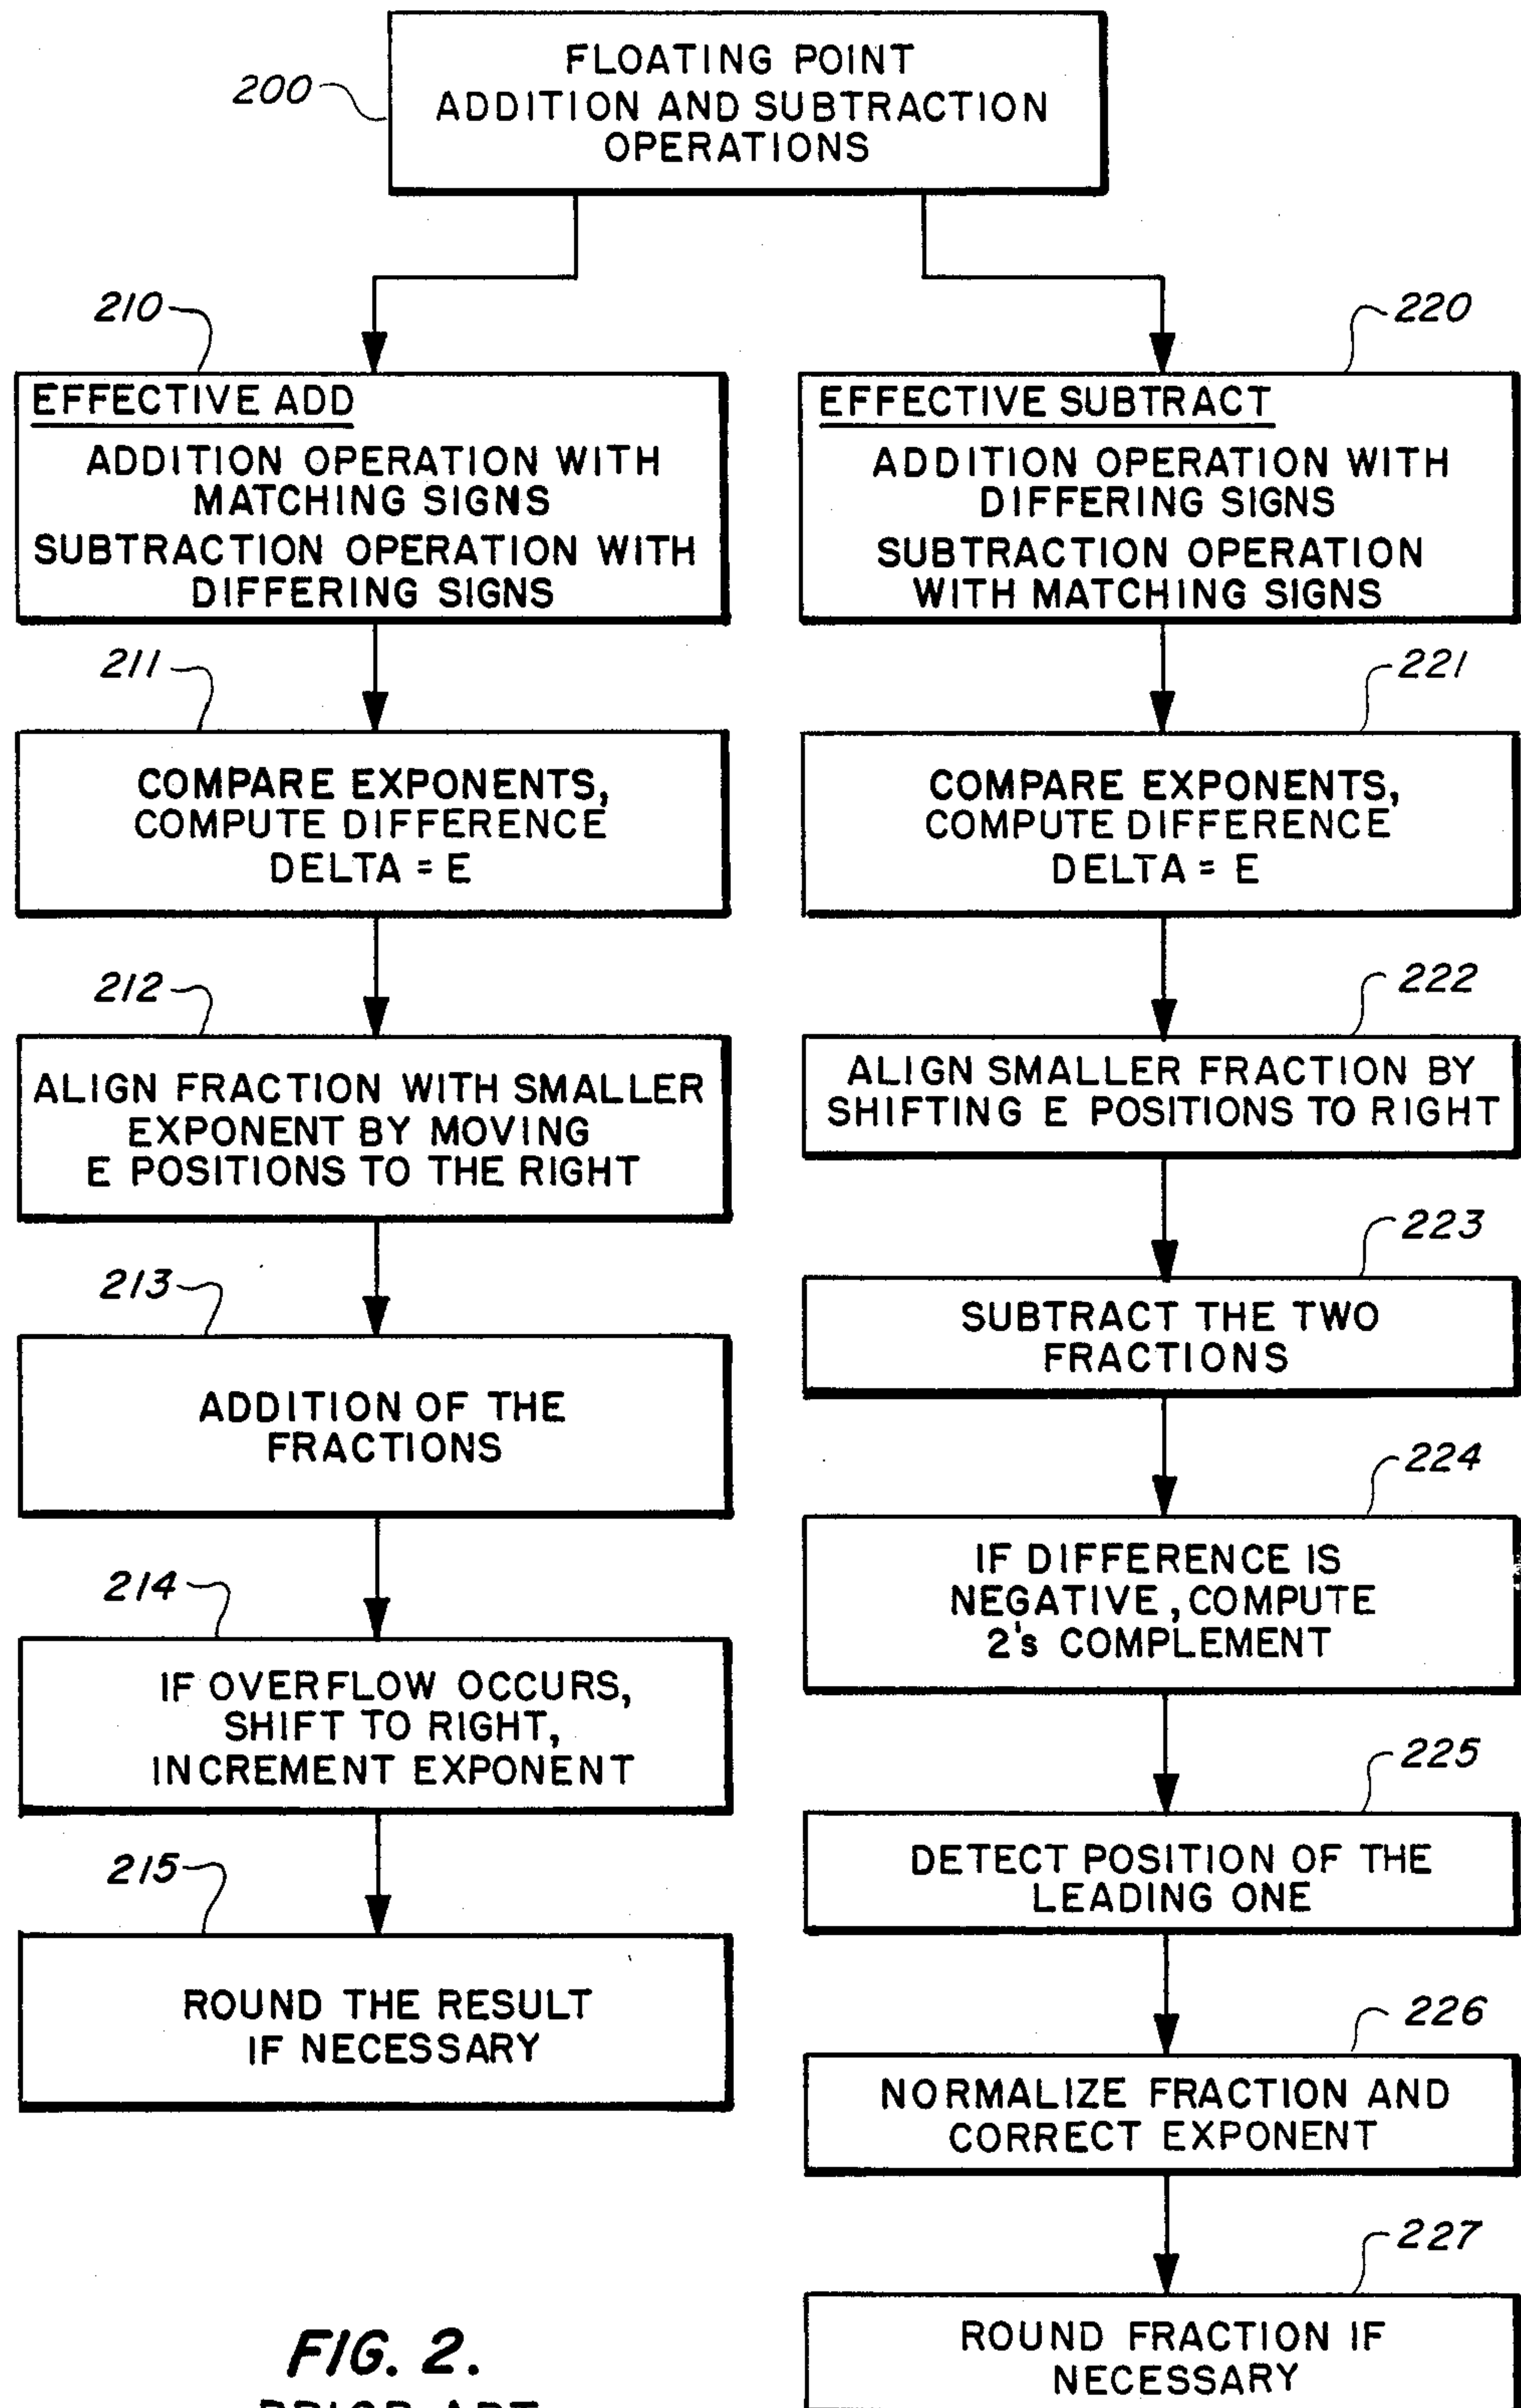 FLOATING POINT
200
ADDITION AND SUBTRACTION
OPERATIONS
210
EFFECTIVE ADD
ADDITION OPERATION WITH
MATCHING SIGNS
SUBTRACTION OPERATION WITH
DIFFERING SIGNS
211
COMPARE EXPONENTS,
COMPUTE DIFFERENCE
DELTA = E
212
ALIGN FRACTION WITH SMALLER
EXPONENT BY MOVING
E POSITIONS TO THE RIGHT
213
ADDITION OF THE
FRACTIONS
214
IF OVERFLOW OCCURS,
SHIFT TO RIGHT,
INCREMENT EXPONENT
215
ROUND THE RESULT
IF NECESSARY
220
EFFECTIVE SUBTRACT
ADDITION OPERATION WITH
DIFFERING SIGNS
SUBTRACTION OPERATION
WITH MATCHING SIGNS
221
COMPARE EXPONENTS,
COMPUTE DIFFERENCE
DELTA = E
222
ALIGN SMALLER FRACTION BY
SHIFTING E POSITIONS TO RIGHT
223
SUBTRACT THE TWO
FRACTIONS
224
IF DIFFERENCE IS
NEGATIVE, COMPUTE
2's COMPLEMENT
225
DETECT POSITION OF THE
LEADING ONE
226
NORMALIZE FRACTION AND
CORRECT EXPONENT
227
ROUND FRACTION IF
NECESSARY
FIG. 2.
PRIOR ART